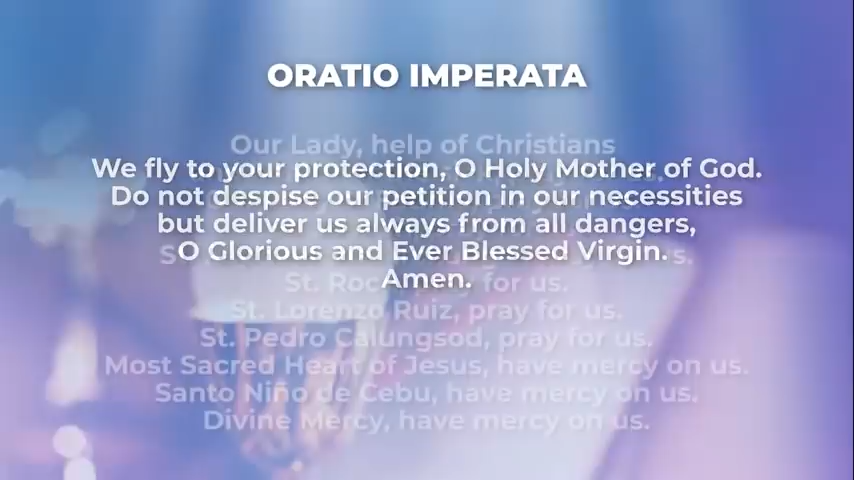 ORATIO IMPERATA
Our Lady, help of Christians
We fly to your protection, O Holy Mother of God.
Do not despise our petition in our necessities
but deliver us always from all dangers,
O Glorious and Ever Blessed Virgin.
Amen.
St. Roc for us.
St. Lorenzo Ruiz, pray for us.
St. Pedro Calungsod, pray for us.
Most Sacred Heart of Jesus, have mercy on us.
Santo Niño de Cebu, have mercy on us.
Divine Mercy, have mercy on us.